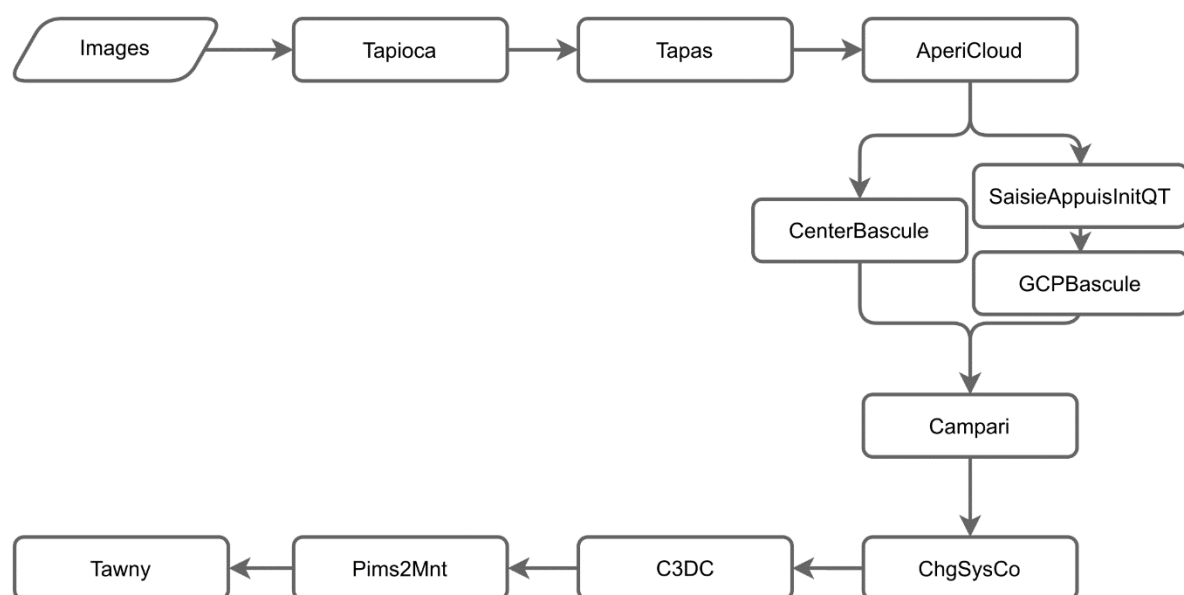 Images
Tapioca
Tapas
AperiCloud
CenterBascule
SaisieAppuisInitQT
GCPBascule
Campari
ChgSysCo
C3DC
Pims2Mnt
Tawny